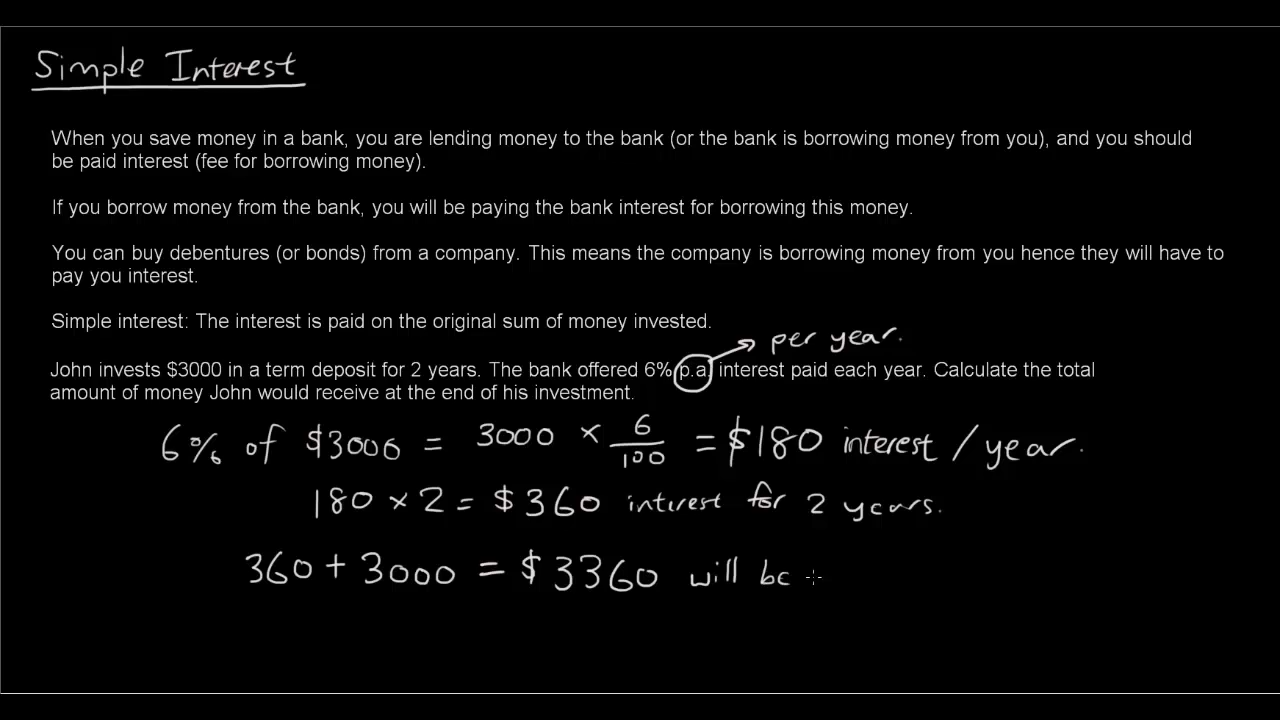 Simple Interest
When you save money in a bank, you are lending money to the bank (or the bank is borrowing money from you), and you should
be paid interest (fee for borrowing money).
If you borrow money from the bank, you will be paying the bank interest for borrowing this money.
You can buy debentures (or bonds) from a company. This means the company is borrowing money from you hence they will have to
pay you interest.
Simple interest: The interest is paid on the original sum of money invested.
per year.
John invests $3000 in a term deposit for 2 years. The bank offered 6% p.a. interest paid each year. Calculate the total
amount of money John would receive at the end of his investment.
6% of $3000 = 3000 × 6/100 = $180 interest / year.
180 × 2 = $360 interest for 2 years.
360 + 3000 = $3360 will be